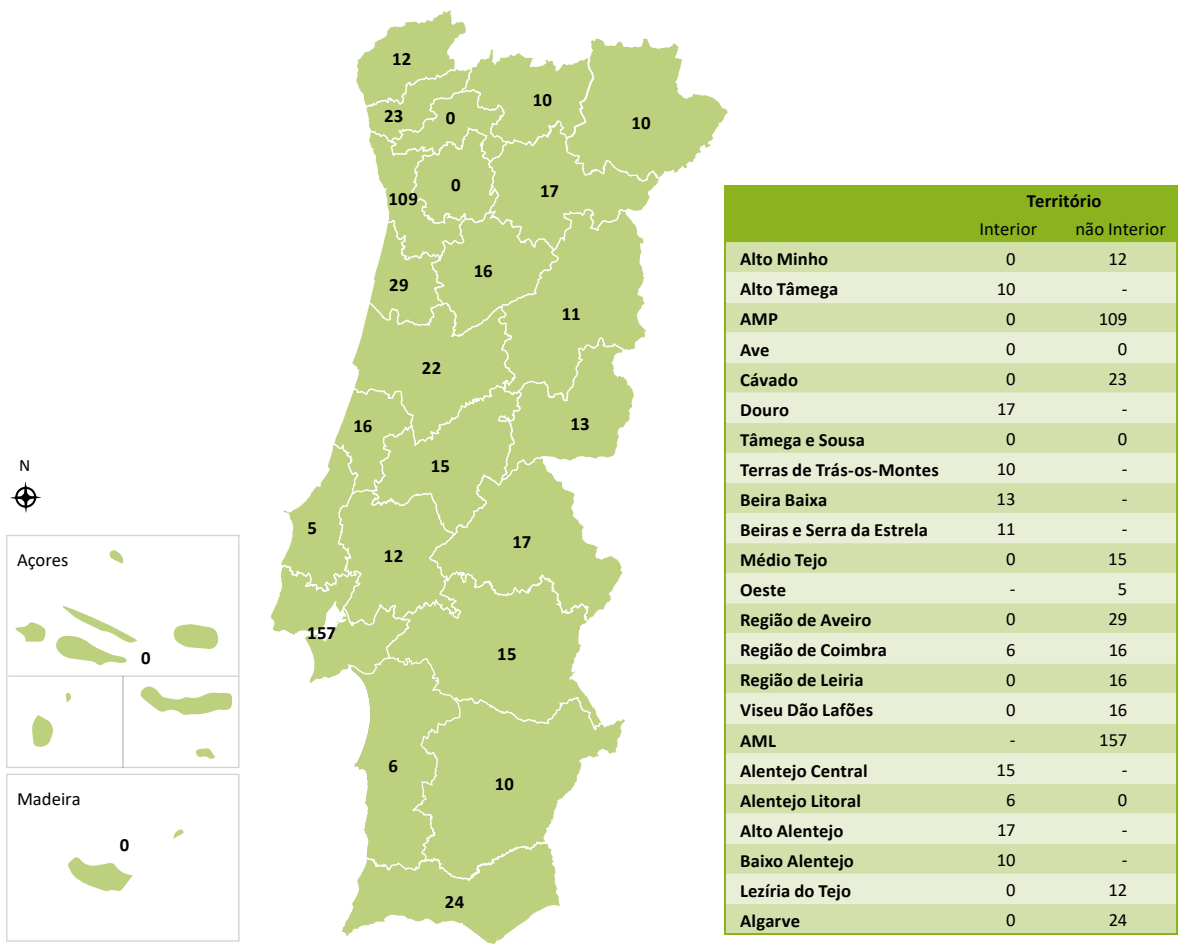 12
10
23
0
10
0
17
109
16
29
11
22
13
16
15
N
5
12
17
Açores
157
0
15
6
10
Madeira
0
24
Território
Interior não Interior
Alto Minho 0 12
Alto Tâmega 10 -
AMP 0 109
Ave 0 0
Cávado 0 23
Douro 17 -
Tâmega e Sousa 0 0
Terras de Trás-os-Montes 10 -
Beira Baixa 13 -
Beiras e Serra da Estrela 11 -
Médio Tejo 0 15
Oeste - 5
Região de Aveiro 0 29
Região de Coimbra 6 16
Região de Leiria 0 16
Viseu Dão Lafões 0 16
AML - 157
Alentejo Central 15 -
Alentejo Litoral 6 0
Alto Alentejo 17 -
Baixo Alentejo 10 -
Lezíria do Tejo 0 12
Algarve 0 24